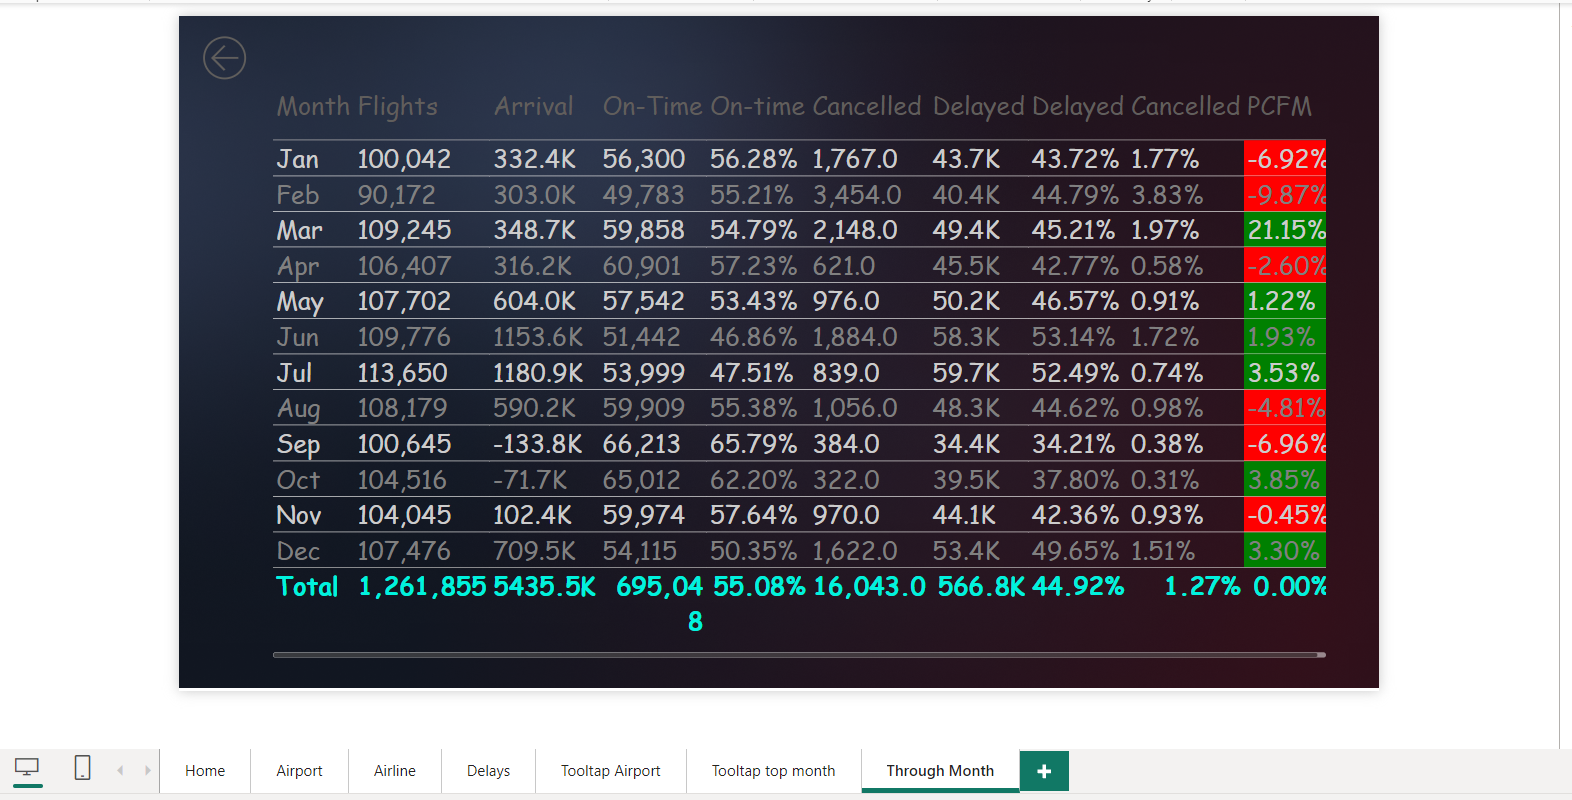 Month Flights Arrival On-Time On-time Cancelled Delayed Delayed Cancelled PCFM
Jan 100,042 332.4K 56,300 56.28% 1,767.0 43.7K 43.72% 1.77% -6.92%
Feb 90,172 303.0K 49,783 55.21% 3,454.0 40.4K 44.79% 3.83% -9.87%
Mar 109,245 348.7K 59,858 54.79% 2,148.0 49.4K 45.21% 1.97% 21.15%
Apr 106,407 316.2K 60,901 57.23% 621.0 45.5K 42.77% 0.58% -2.60%
May 107,702 604.0K 57,542 53.43% 976.0 50.2K 46.57% 0.91% 1.22%
Jun 109,776 1153.6K 51,442 46.86% 1,884.0 58.3K 53.14% 1.72% 1.93%
Jul 113,650 1180.9K 53,999 47.51% 839.0 59.7K 52.49% 0.74% 3.53%
Aug 108,179 590.2K 59,909 55.38% 1,056.0 48.3K 44.62% 0.98% -4.81%
Sep 100,645 -133.8K 66,213 65.79% 384.0 34.4K 34.21% 0.38% -6.96%
Oct 104,516 -71.7K 65,012 62.20% 322.0 39.5K 37.80% 0.31% 3.85%
Nov 104,045 102.4K 59,974 57.64% 970.0 44.1K 42.36% 0.93% -0.45%
Dec 107,476 709.5K 54,115 50.35% 1,622.0 53.4K 49.65% 1.51% 3.30%
Total 1,261,855 5435.5K 695,04 55.08% 16,043.0 566.8K 44.92% 1.27% 0.00%
8
Home Airport Airline Delays Tooltap Airport Tooltap top month Through Month